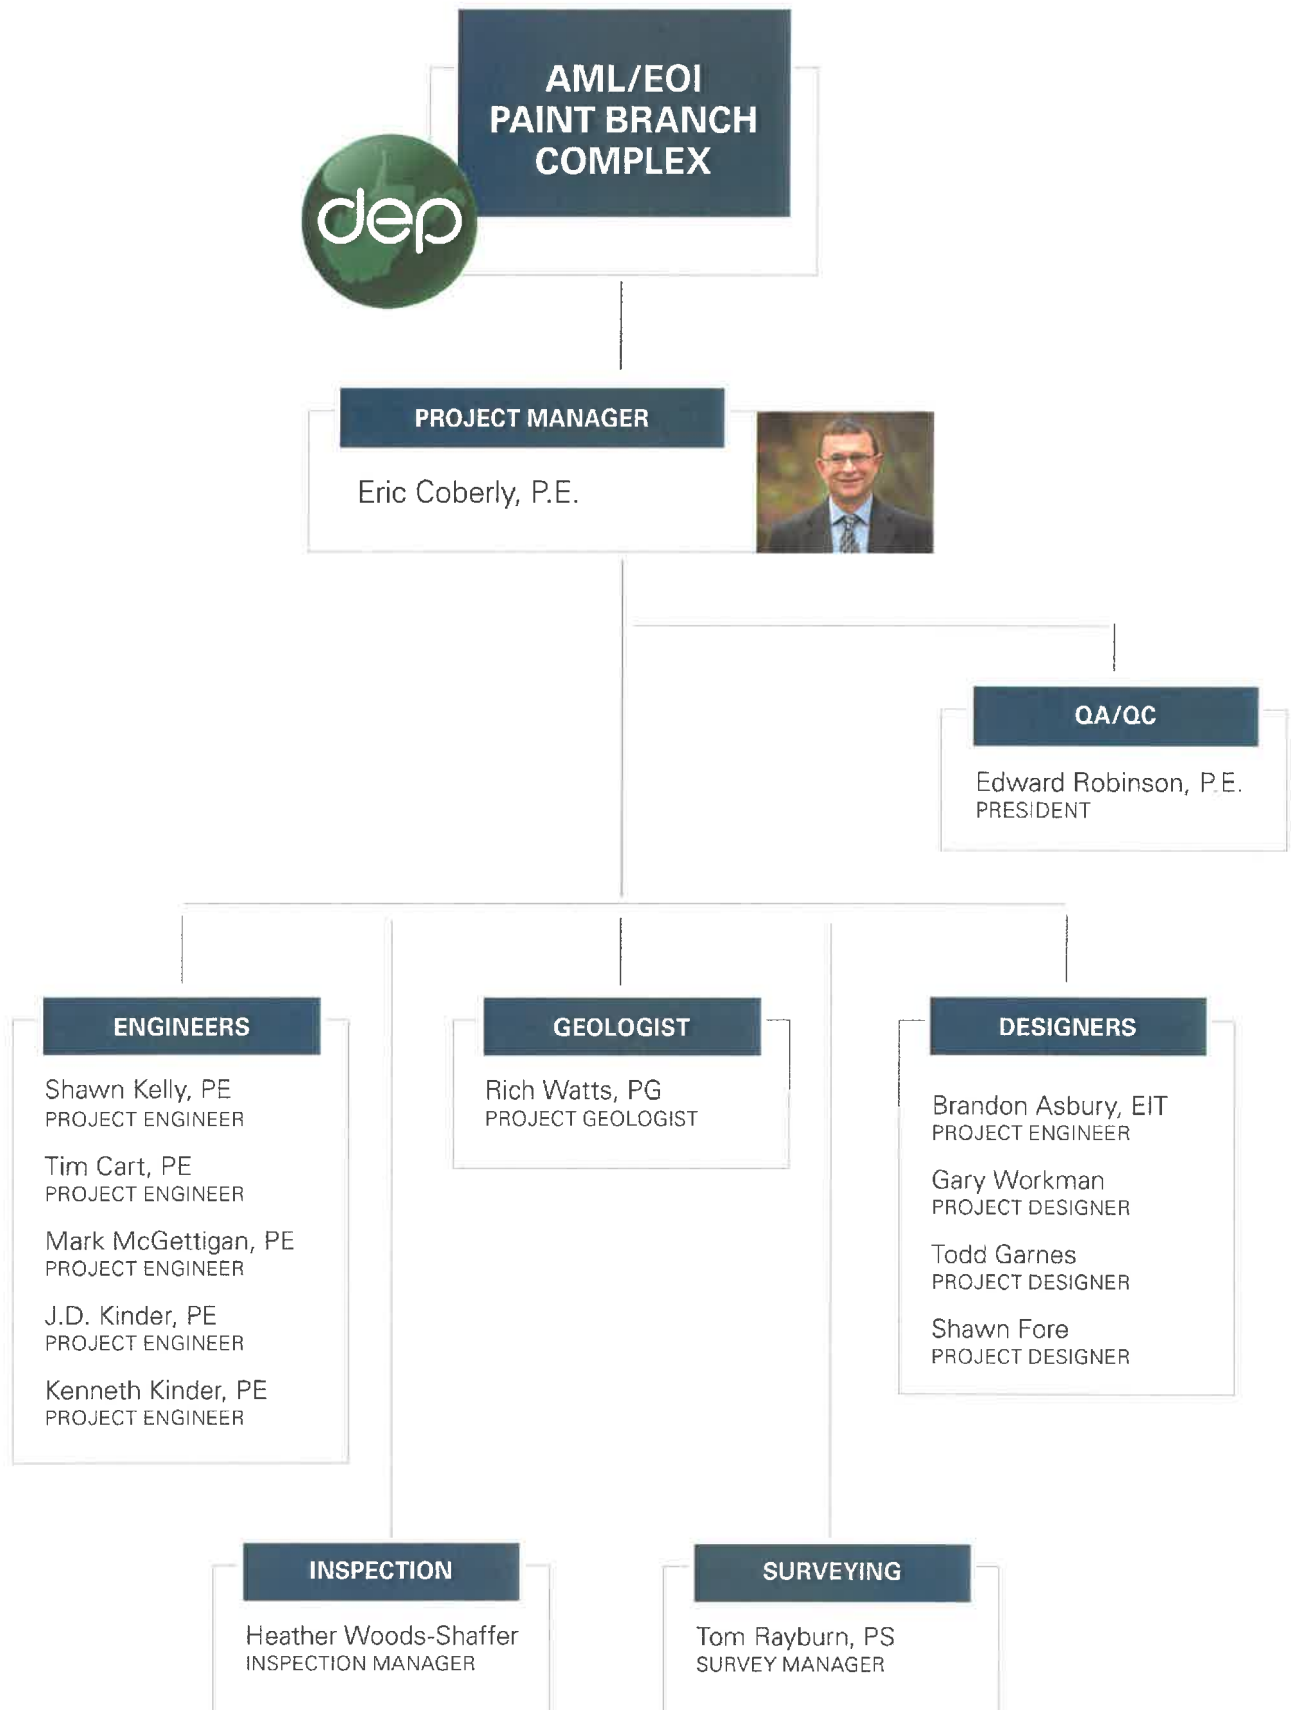 AML/EOI
PAINT BRANCH
COMPLEX
dep
PROJECT MANAGER
Eric Coberly, P.E.
QA/QC
Edward Robinson, P.E.
PRESIDENT
ENGINEERS
Shawn Kelly, PE
PROJECT ENGINEER
Tim Cart, PE
PROJECT ENGINEER
Mark McGettigan, PE
PROJECT ENGINEER
J.D. Kinder, PE
PROJECT ENGINEER
Kenneth Kinder, PE
PROJECT ENGINEER
GEOLOGIST
Rich Watts, PG
PROJECT GEOLOGIST
DESIGNERS
Brandon Asbury, EIT
PROJECT ENGINEER
Gary Workman
PROJECT DESIGNER
Todd Garnes
PROJECT DESIGNER
Shawn Fore
PROJECT DESIGNER
INSPECTION
Heather Woods-Shaffer
INSPECTION MANAGER
SURVEYING
Tom Rayburn, PS
SURVEY MANAGER